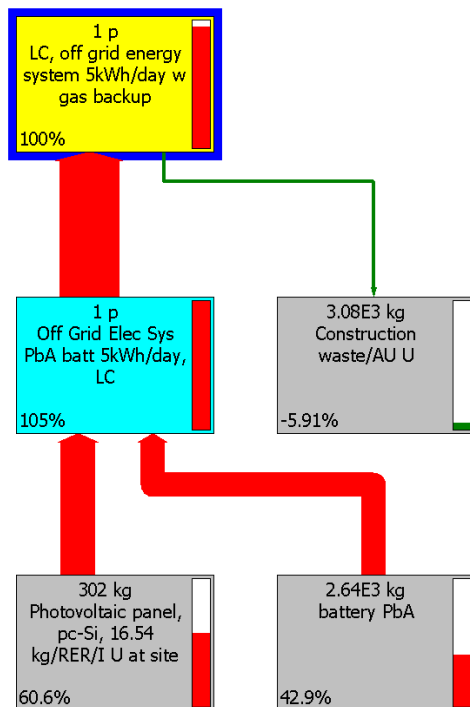 1 p
LC, off grid energy
system 5kWh/day w
gas backup
100%
1 p
Off Grid Elec Sys
PbA batt 5kWh/day,
LC
105%
3.08E3 kg
Construction
waste/AU U
-5.91%
302 kg
Photovoltaic panel,
pc-Si, 16.54
kg/RER/I U at site
60.6%
2.64E3 kg
battery PbA
42.9%